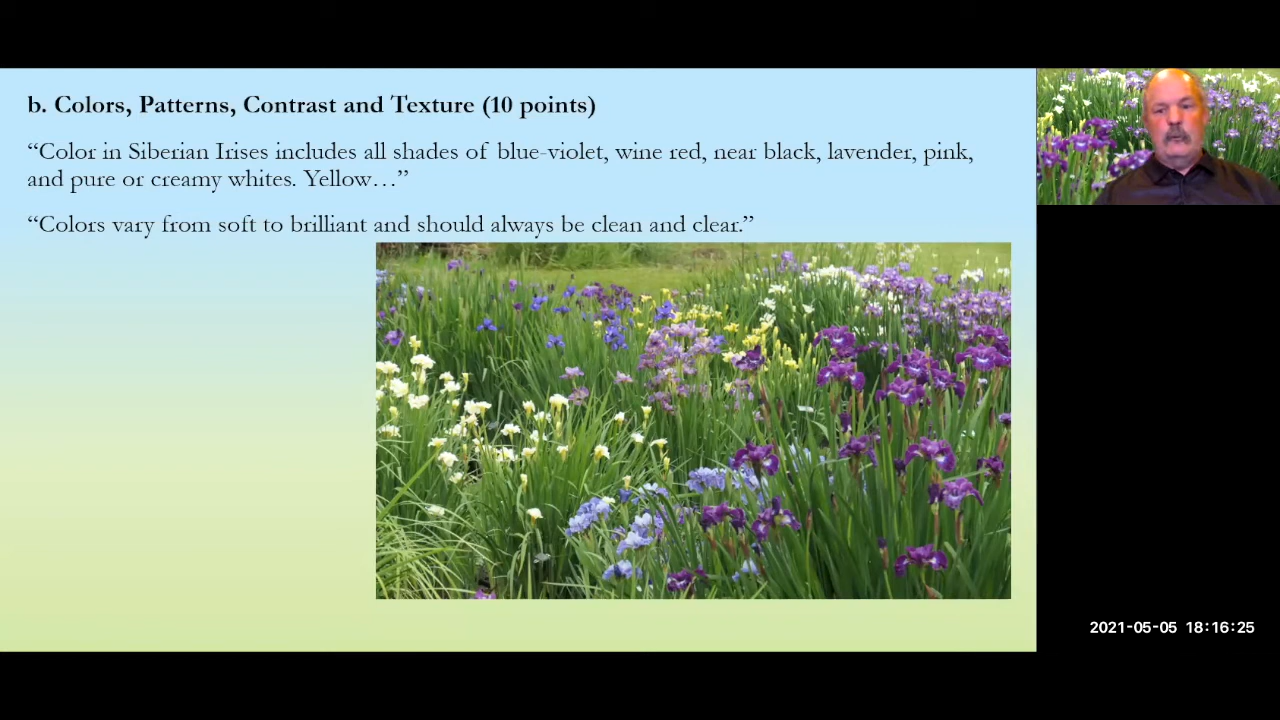 b. Colors, Patterns, Contrast and Texture (10 points)
“Color in Siberian Irises includes all shades of blue-violet, wine red, near black, lavender, pink,
and pure or creamy whites. Yellow…”
“Colors vary from soft to brilliant and should always be clean and clear.”
2021-05-05 18:16:25